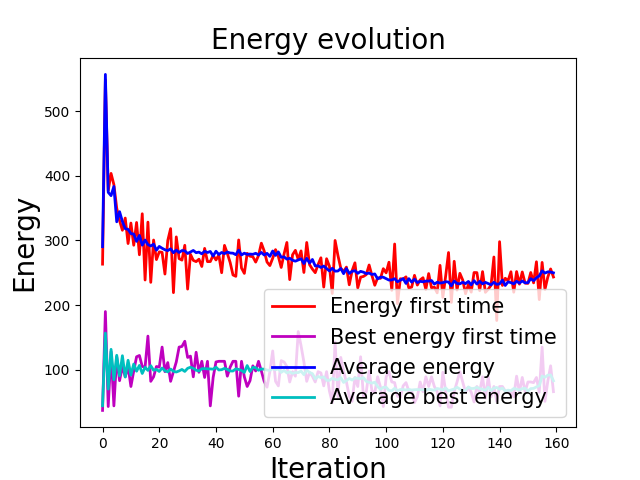 Energy evolution
Energy
500
400
300
200
100
0 20 40 60 80 100 120 140 160
Iteration
Energy first time
Best energy first time
Average energy
Average best energy